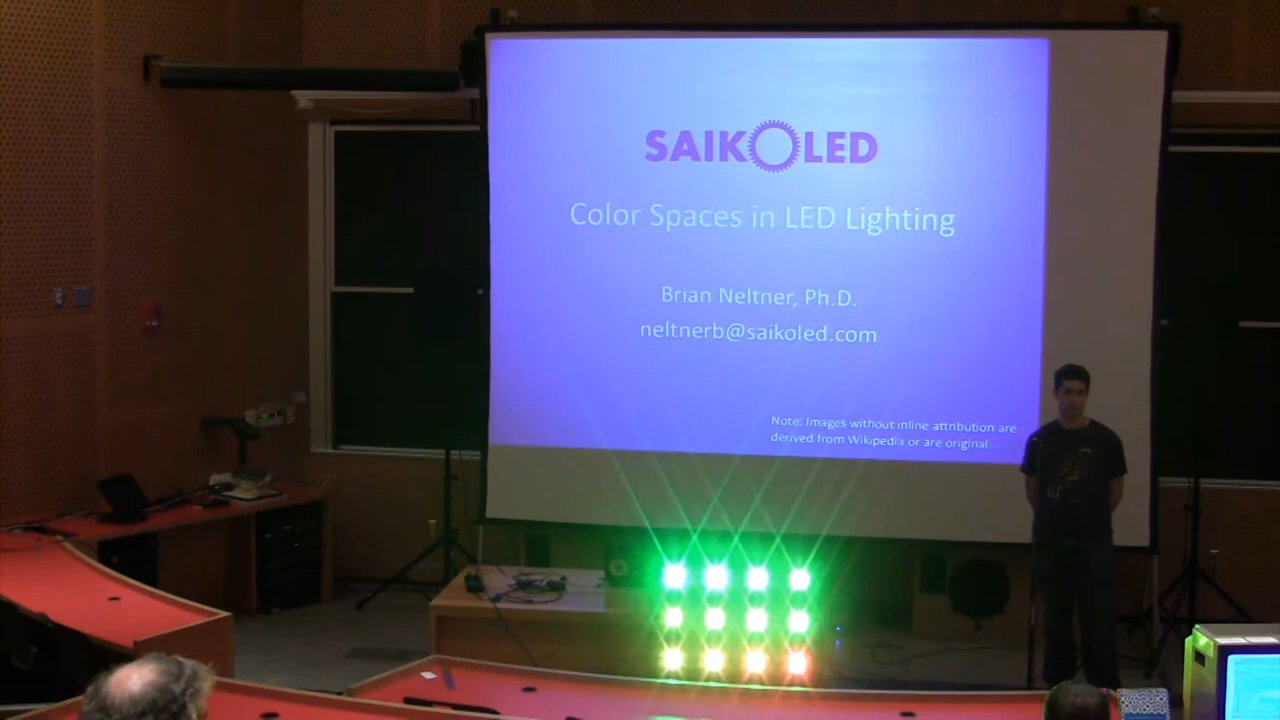 SAIKOLED
Color Spaces in LED Lighting
Brian Neltner, Ph.D.
neltnerb@saikoled.com
Note: Images without inline attribution are
derived from Wikipedia or are original.